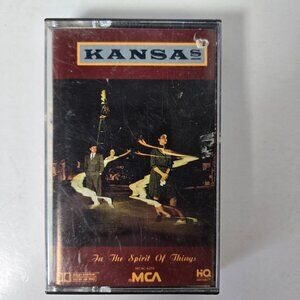 KANSAS
In The Spirit Of Things
MCA
HQ